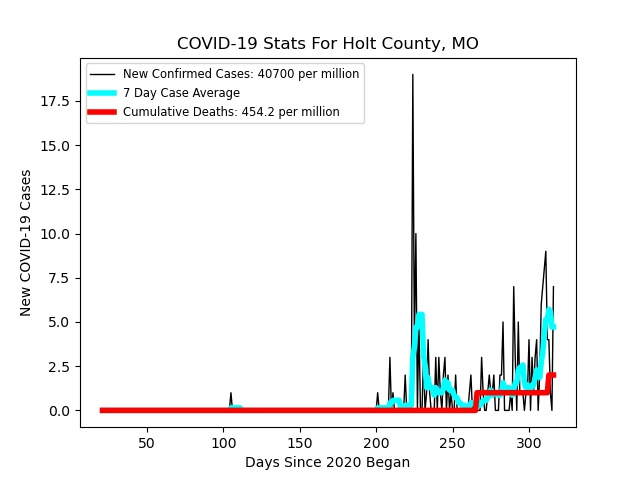 COVID-19 Stats For Holt County, MO
New Confirmed Cases: 40700 per million
7 Day Case Average
Cumulative Deaths: 454.2 per million
New COVID-19 Cases
17.5
15.0
12.5
10.0
7.5
5.0
2.5
0.0
50 100 150 200 250 300
Days Since 2020 Began